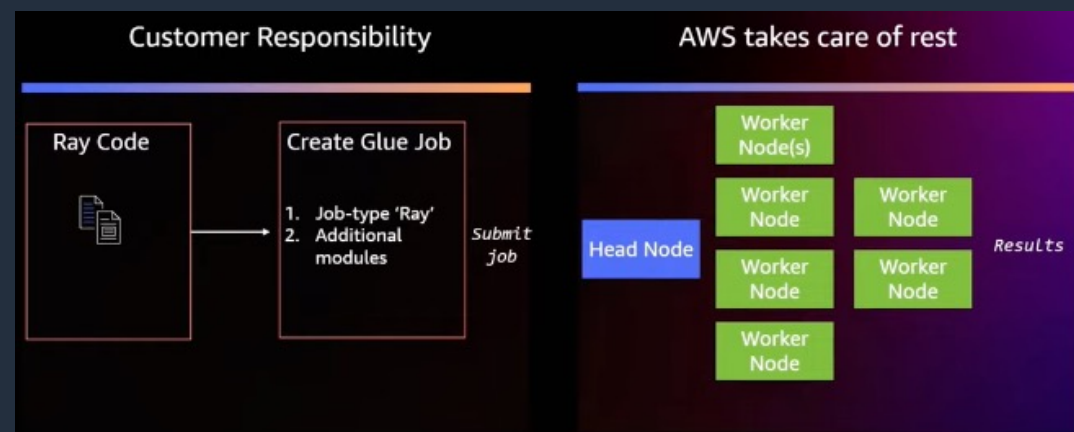 Customer Responsibility
AWS takes care of rest
Ray Code
Create Glue Job
1. Job-type ‘Ray’
2. Additional
modules
Submit
job
Head Node
Worker
Node(s)
Worker
Node
Worker
Node
Worker
Node
Worker
Node
Worker
Node
Results